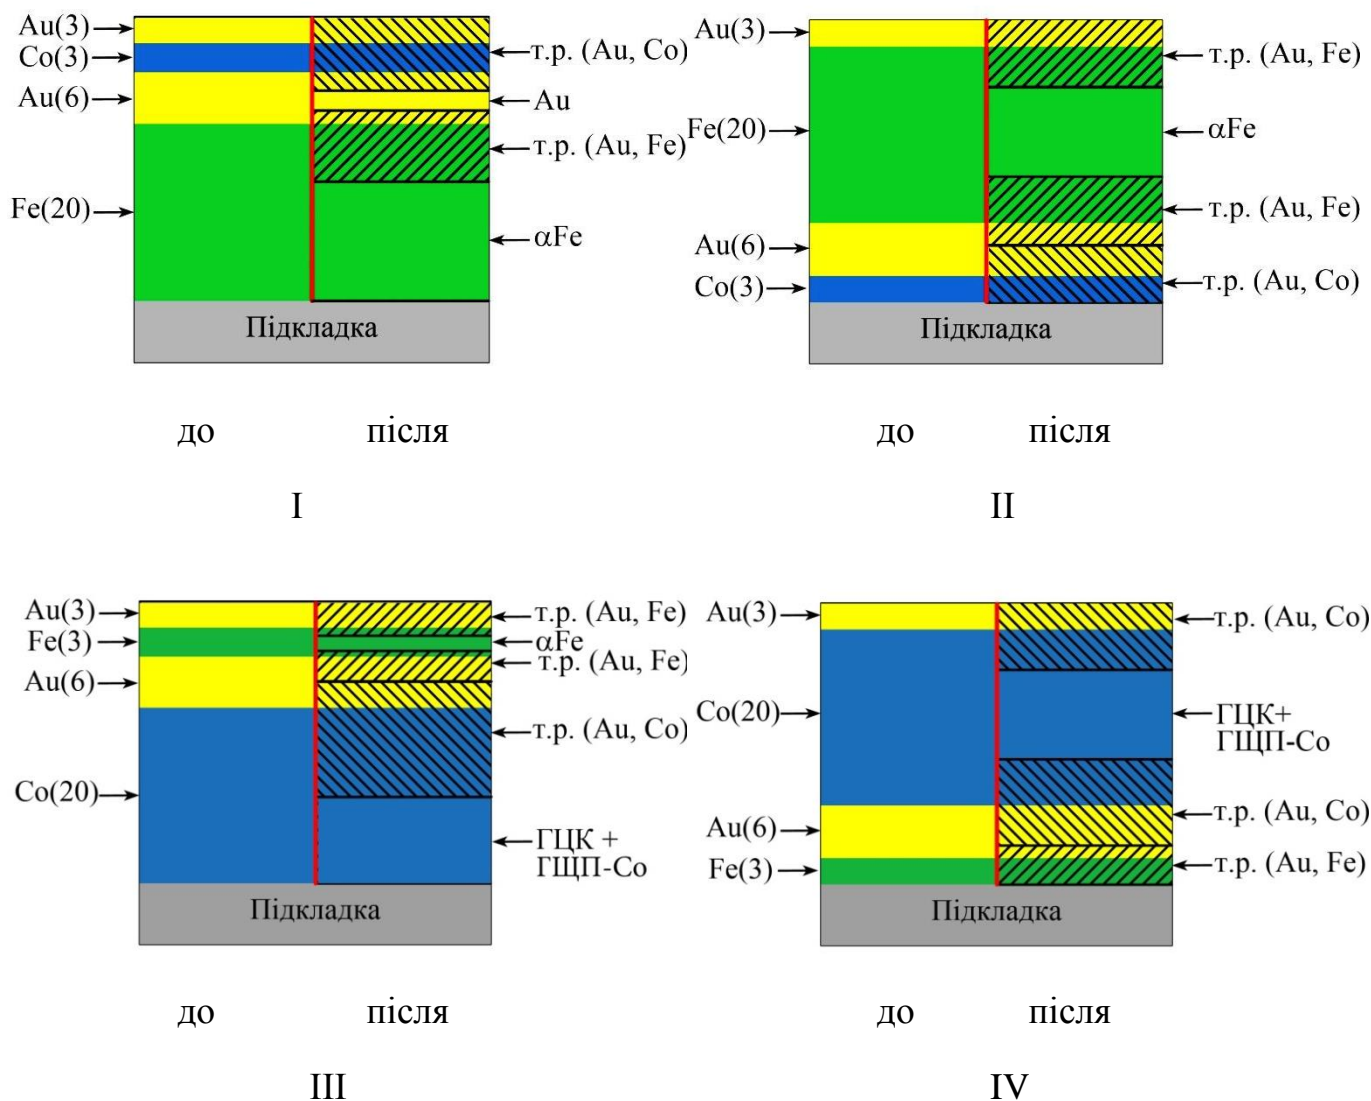 Au(3)
Co(3)
Au(6)
Fe(20)
т.р. (Au, Co)
Au
т.р. (Au, Fe)
αFe
Підкладка
до після
I
Au(3)
Fe(20)
Au(6)
Co(3)
т.р. (Au, Fe)
αFe
т.р. (Au, Fe)
т.р. (Au, Co)
Підкладка
до після
II
Au(3)
Fe(3)
Au(6)
Co(20)
т.р. (Au, Fe)
αFe
т.р. (Au, Fe)
т.р. (Au, Co)
ГЦК +
ГЩП-Co
Підкладка
до після
III
Au(3)
Co(20)
Au(6)
Fe(3)
т.р. (Au, Co)
ГЦК+
ГЩП-Co
т.р. (Au, Co)
т.р. (Au, Fe)
Підкладка
до після
IV